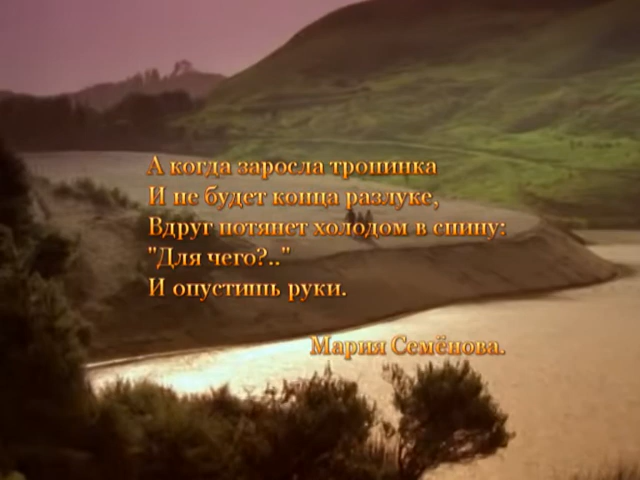 А когда заросла тропинка
И не будет конца разлуке,
Вдруг потянет холодом в спину:
"Для чего?.."
И опустишь руки.
Мария Семёнова.